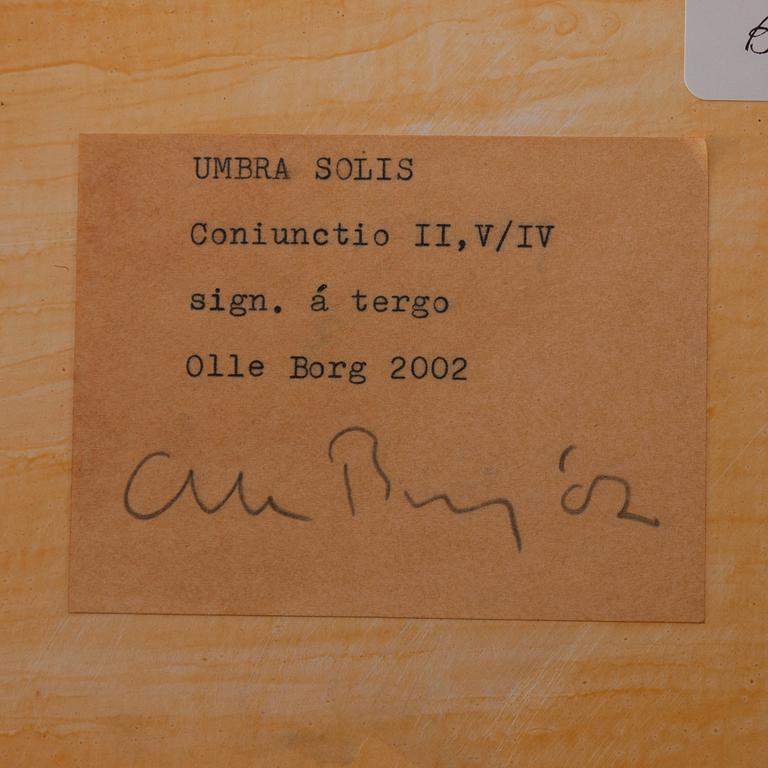 UMBRA SOLIS
Coniunctio II,V/IV
sign. á tergo
Olle Borg 2002
Olle Borg '02